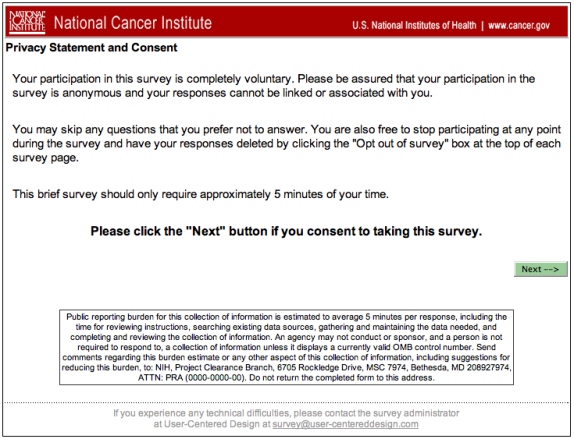 NATIONAL
CANCER
INSTITUTE
National Cancer Institute
U.S. National Institutes of Health | www.cancer.gov
Privacy Statement and Consent
Your participation in this survey is completely voluntary. Please be assured that your participation in the
survey is anonymous and your responses cannot be linked or associated with you.
You may skip any questions that you prefer not to answer. You are also free to stop participating at any point
during the survey and have your responses deleted by clicking the "Opt out of survey" box at the top of each
survey page.
This brief survey should only require approximately 5 minutes of your time.
Please click the "Next" button if you consent to taking this survey.
Next -->
Public reporting burden for this collection of information is estimated to average 5 minutes per response, including the
time for reviewing instructions, searching existing data sources, gathering and maintaining the data needed, and
completing and reviewing the collection of information. An agency may not conduct or sponsor, and a person is not
required to respond to, a collection of information unless it displays a currently valid OMB control number. Send
comments regarding this burden estimate or any other aspect of this collection of information, including suggestions for
reducing this burden, to: NIH, Project Clearance Branch, 6705 Rockledge Drive, MSC 7974, Bethesda, MD 208927974,
ATTN: PRA (0000-0000-00). Do not return the completed form to this address.
If you experience any technical difficulties, please contact the survey administrator
at User-Centered Design at survey@user-centereddesign.com